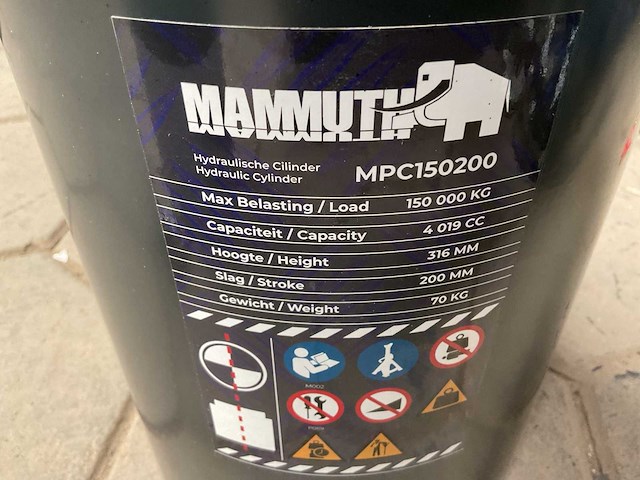 MAMMUTH
Hydraulische Cilinder
Hydraulic Cylinder
MPC150200
Max Belasting / Load 150 000 KG
Capaciteit / Capacity 4 019 CC
Hoogte / Height 316 MM
Slag / Stroke 200 MM
Gewicht / Weight 70 KG
M002